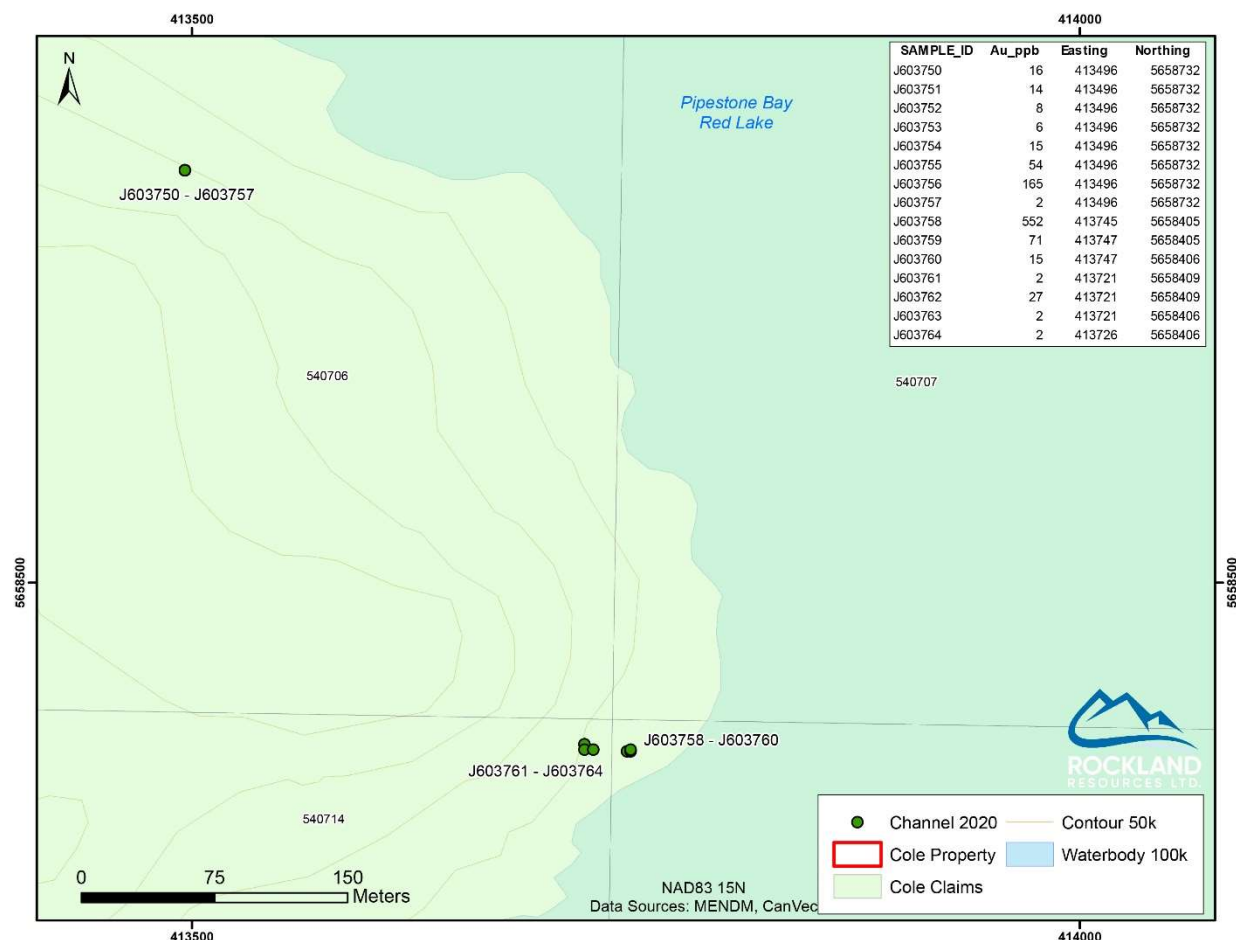 413500
414000
N
SAMPLE_ID Au_ppb Easting Northing
J603750 16 413496 5658732
J603751 14 413496 5658732
J603752 8 413496 5658732
J603753 6 413496 5658732
J603754 15 413496 5658732
J603755 54 413496 5658732
J603756 165 413496 5658732
J603757 2 413496 5658732
J603758 552 413745 5658405
J603759 71 413747 5658405
J603760 15 413747 5658406
J603761 2 413721 5658409
J603762 27 413721 5658409
J603763 2 413721 5658406
J603764 2 413726 5658406
Pipestone Bay
Red Lake
J603750 - J603757
540706
540707
5658500
5658500
J603758 - J603760
J603761 - J603764
ROCKLAND
RESOURCES LTD.
540714
0 75 150
Meters
NAD83 15N
Data Sources: MENDM, CanVec
Channel 2020
Contour 50k
Cole Property
Waterbody 100k
Cole Claims
413500
414000